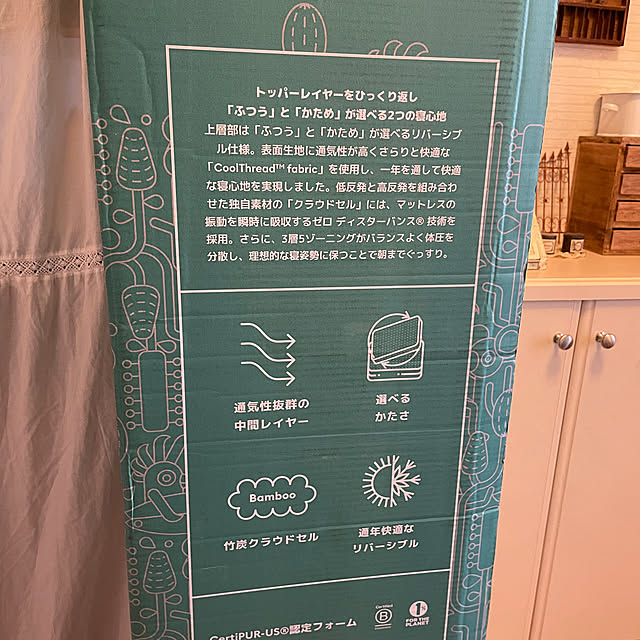 トッパーレイヤーをひっくり返し
「ふつう」と「かため」が選べる2つの寝心地
上層部は「ふつう」と「かため」が選べるリバーシブ
ル仕様。表面生地に通気性が高くさらりと快適な
「CoolThread™ fabric」を使用し、一年を通して快適
な寝心地を実現しました。低反発と高反発を組み合わ
せた独自素材の「クラウドセル」には、マットレスの
振動を瞬時に吸収するゼロ ディスターバンス® 技術を
採用。さらに、3層5ゾーニングがバランスよく体圧を
分散し、理想的な寝姿勢に保つことで朝までぐっすり。
通気性抜群の
中間レイヤー
選べる
かたさ
Bamboo
竹炭クラウドセル
通年快適な
リバーシブル
CertiPUR-US®認定フォーム
Certified
B
1%
FOR THE
PLANET